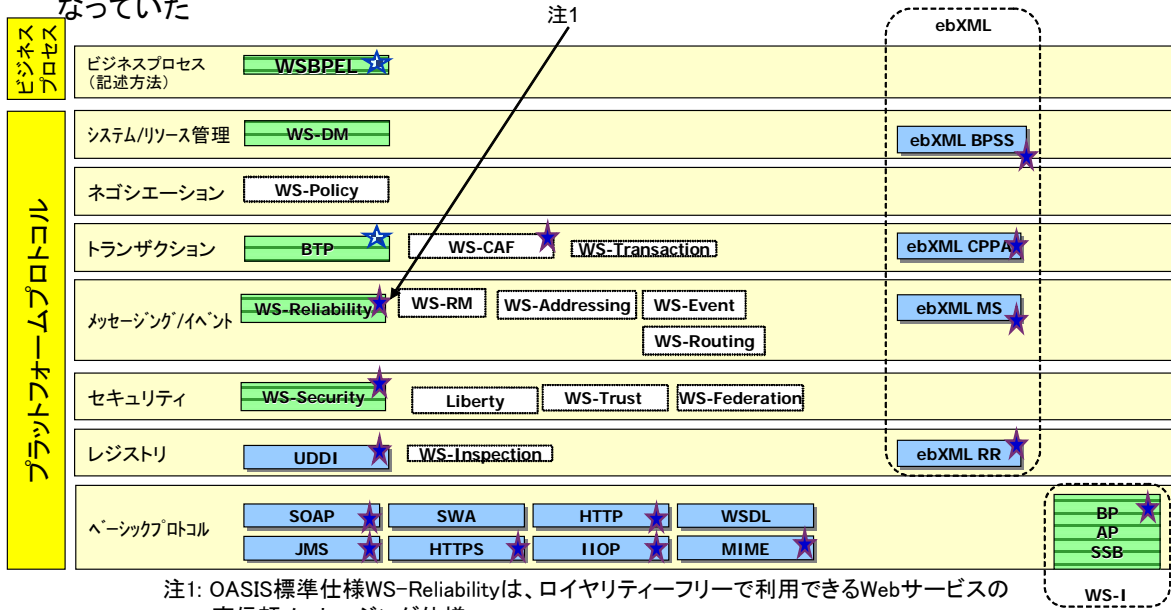 なっていた
注1
ebXML
ビジネス
プロセス
ビジネスプロセス
(記述方法)
WSBPEL
プラットフォームプロトコル
システム/リソース管理
WS-DM
ebXML BPSS
ネゴシエーション
WS-Policy
トランザクション
BTP
WS-CAF
WS-Transaction
ebXML CPPA
メッセージング/イベント
WS-Reliability
WS-RM
WS-Addressing
WS-Event
WS-Routing
ebXML MS
セキュリティ
WS-Security
Liberty
WS-Trust
WS-Federation
レジストリ
UDDI
WS-Inspection
ebXML RR
ベーシックプロトコル
SOAP
SWA
HTTP
WSDL
JMS
HTTPS
IIOP
MIME
BP
AP
SSB
WS-I
注1: OASIS標準仕様WS-Reliabilityは、ロイヤリティーフリーで利用できるWebサービスの